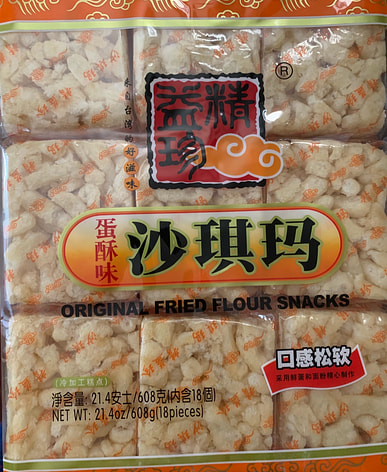 精
益
珍
®
来自台湾的好滋味
蛋酥味
沙琪玛
ORIGINAL FRIED FLOUR SNACKS
口感松软
采用鲜蛋和蛋粉精心制作
(冷加工糕点)
淨含量: 21.4安士/608克(内含18個)
NET WT: 21.4oz/608g(18pieces)